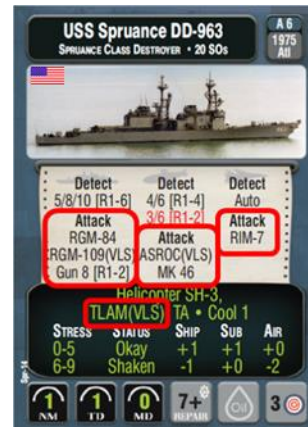 USS Spruance DD-963
Spruance Class Destroyer • 20 SOs
A 6
1975
Atl
Detect Detect Detect
5/8/10 [R1-6] 4/6 [R1-4] Auto
3/6 [R1-2]
Attack Attack Attack
RGM-84 ASROC(VLS) RIM-7
RGM-109(VLS) MK 46
Gun 8 [R1-2]
Helicopter SH-3,
TLAM(VLS) TA • Cool 1
Stress Status Ship Sub Air
0-5 Okay +1 +1 +0
6-9 Shaken -1 +0 -2
Spr-14
1 1 0 7+ Oil 3
NM TD MD REPAIR